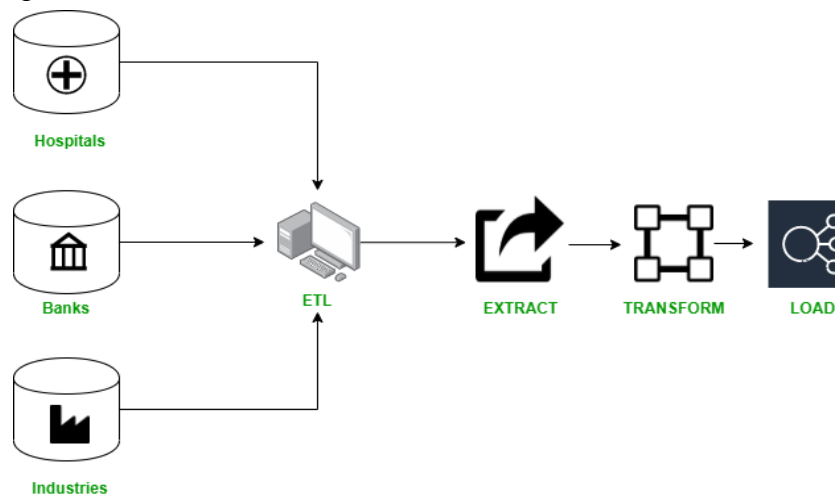 Hospitals
Banks
ETL
EXTRACT
TRANSFORM
LOAD
Industries